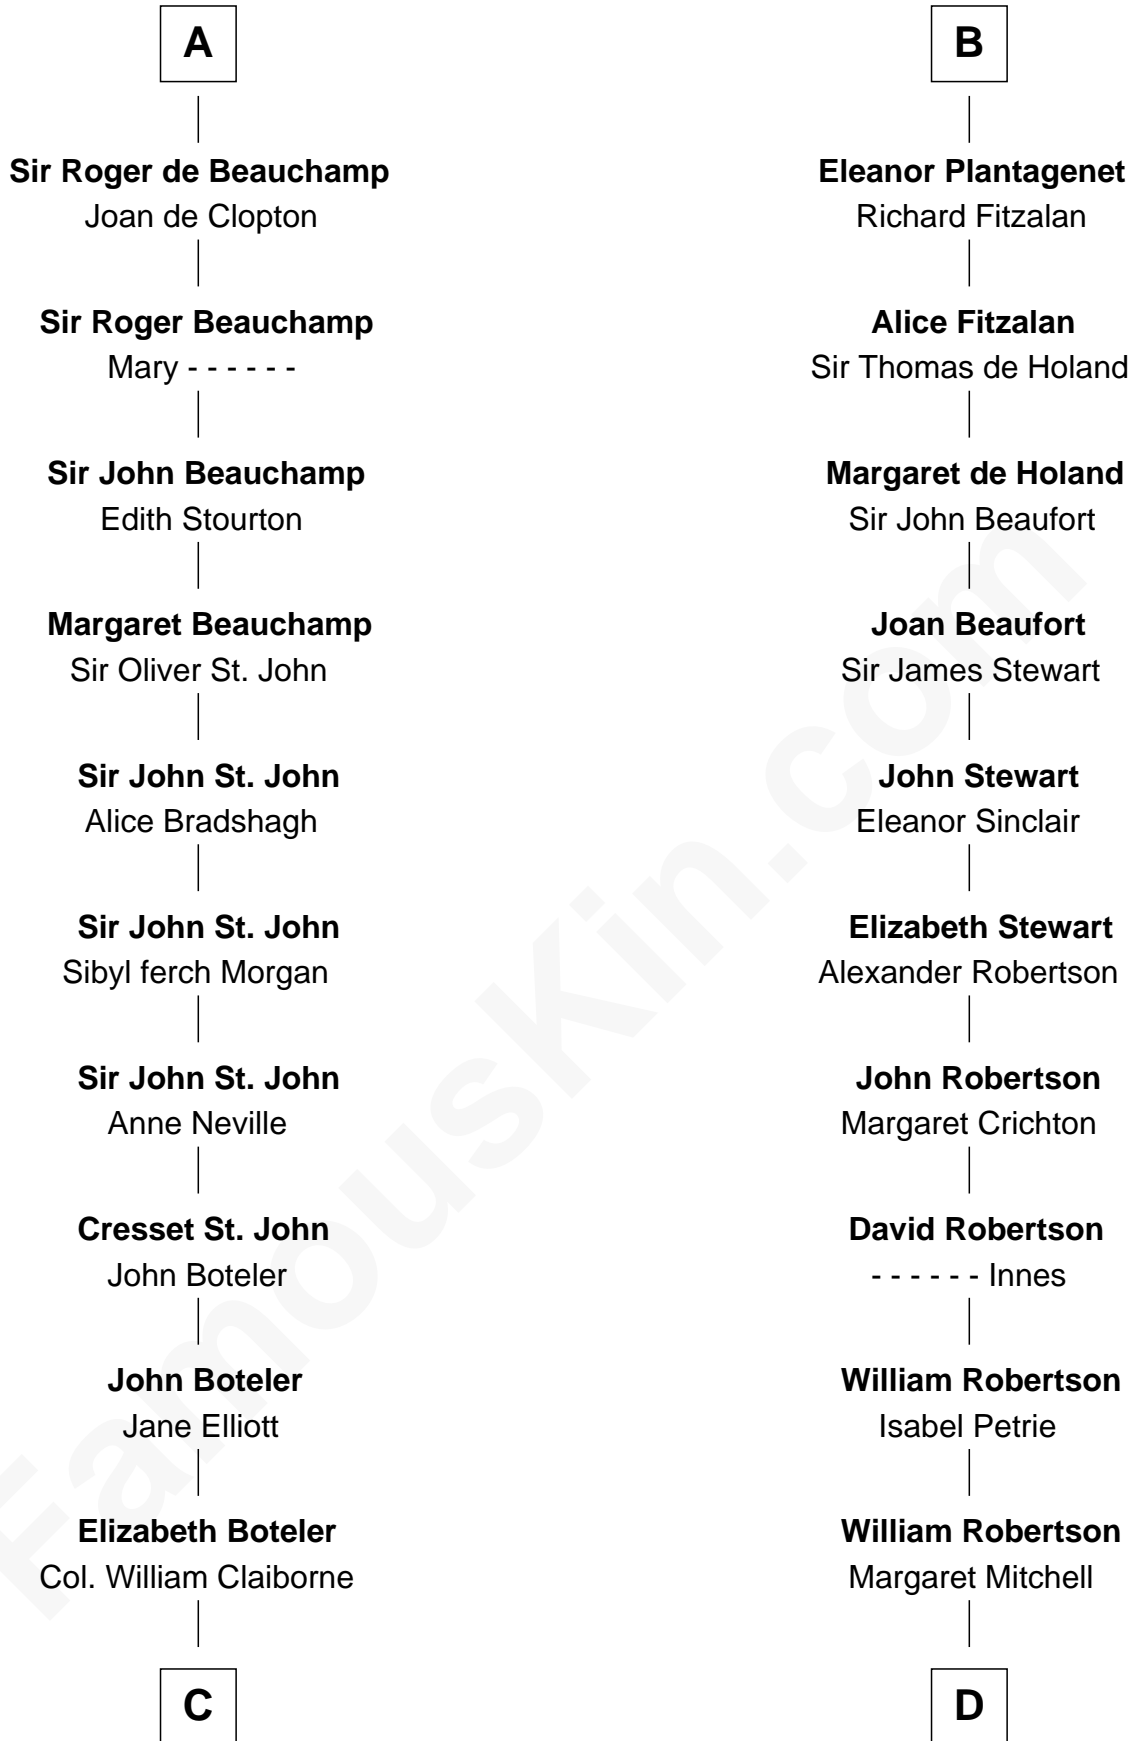 A
Sir Roger de Beauchamp
Joan de Clopton
Sir Roger Beauchamp
Mary - - - - - -
Sir John Beauchamp
Edith Stourton
Margaret Beauchamp
Sir Oliver St. John
Sir John St. John
Alice Bradshagh
Sir John St. John
Sibyl ferch Morgan
Sir John St. John
Anne Neville
Cresset St. John
John Boteler
John Boteler
Jane Elliott
Elizabeth Boteler
Col. William Claiborne
C
B
Eleanor Plantagenet
Richard Fitzalan
Alice Fitzalan
Sir Thomas de Holand
Margaret de Holand
Sir John Beaufort
Joan Beaufort
Sir James Stewart
John Stewart
Eleanor Sinclair
Elizabeth Stewart
Alexander Robertson
John Robertson
Margaret Crichton
David Robertson
- - - - - - Innes
William Robertson
Isabel Petrie
William Robertson
Margaret Mitchell
D
FamousKin.com